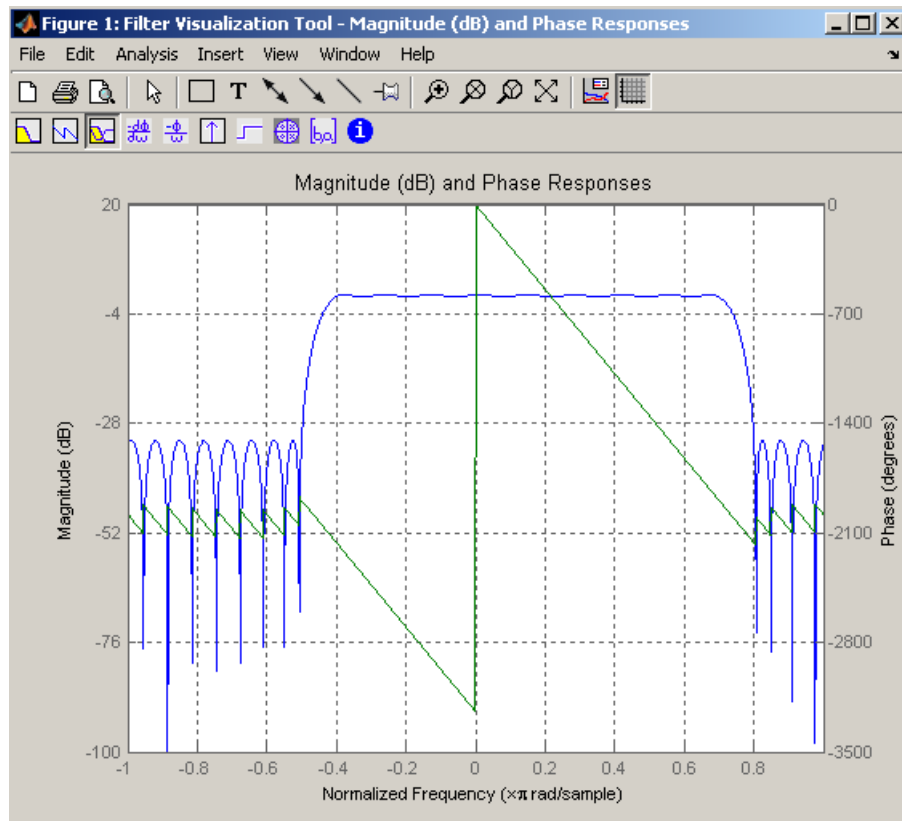 Figure 1: Filter Visualization Tool - Magnitude (dB) and Phase Responses
File Edit Analysis Insert View Window Help
T
[b,a] i
Magnitude (dB) and Phase Responses
20
-4
-28
-52
-76
-100
Magnitude (dB)
0
-700
-1400
-2100
-2800
-3500
Phase (degrees)
-1 -0.8 -0.6 -0.4 -0.2 0 0.2 0.4 0.6 0.8
Normalized Frequency (×π rad/sample)